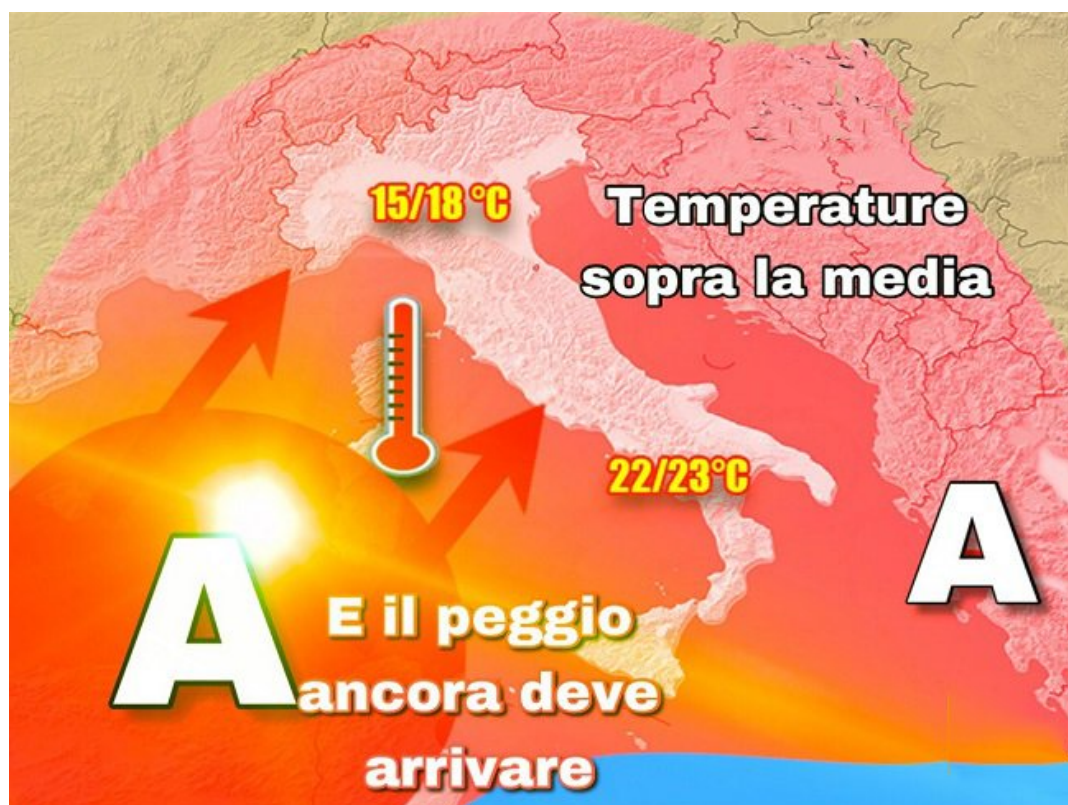 15/18 °C
Temperature
sopra la media
22/23°C
A
A
E il peggio
ancora deve
arrivare